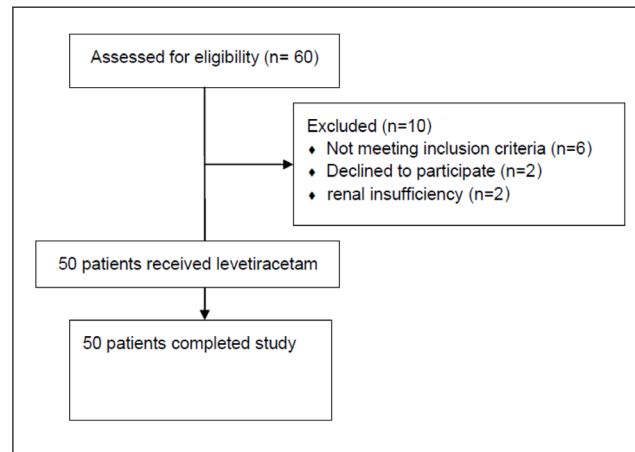 Assessed for eligibility (n= 60)
Excluded (n=10)
♦ Not meeting inclusion criteria (n=6)
♦ Declined to participate (n=2)
♦ renal insufficiency (n=2)
50 patients received levetiracetam
50 patients completed study